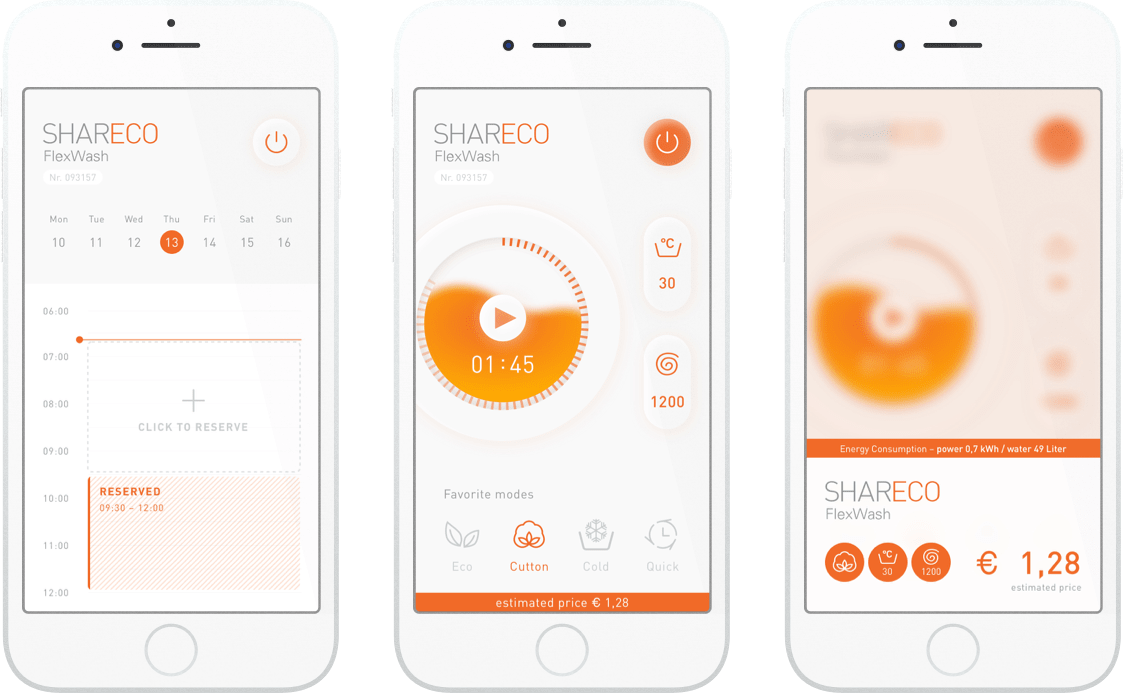 SHARECO
FlexWash
Nr. 093157
Mon Tue Wed Thu Fri Sat Sun
10 11 12 13 14 15 16
06:00
07:00
08:00
CLICK TO RESERVE
09:00
RESERVED
10:00
09:30 – 12:00
11:00
12:00
SHARECO
FlexWash
Nr. 093157
°C
30
01:45
1200
Favorite modes
Eco Cutton Cold Quick
estimated price € 1,28
Energy Consumption – power 0,7 kWh / water 49 Liter
SHARECO
FlexWash
°C
30
1200
€ 1,28
estimated price